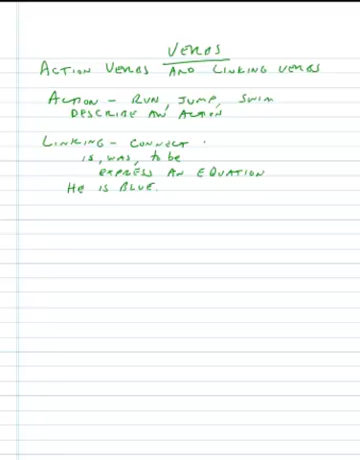 VERBS
ACTION VERBS AND LINKING VERBS
ACTION - RUN, JUMP, SWIM
DESCRIBE AN ACTION
LINKING - CONNECT
is, was, to be
EXPRESS AN EQUATION
HE IS BLUE.